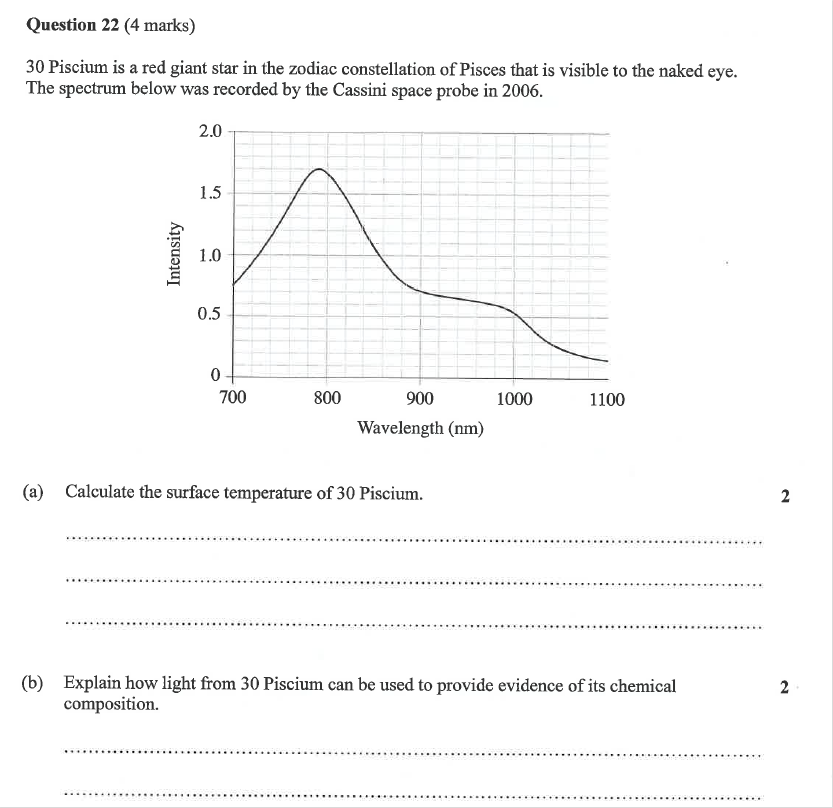 Question 22 (4 marks)
30 Piscium is a red giant star in the zodiac constellation of Pisces that is visible to the naked eye.
The spectrum below was recorded by the Cassini space probe in 2006.
2.0
1.5
1.0
0.5
0
Intensity
700 800 900 1000 1100
Wavelength (nm)
(a) Calculate the surface temperature of 30 Piscium. 2
(b) Explain how light from 30 Piscium can be used to provide evidence of its chemical 2
composition.